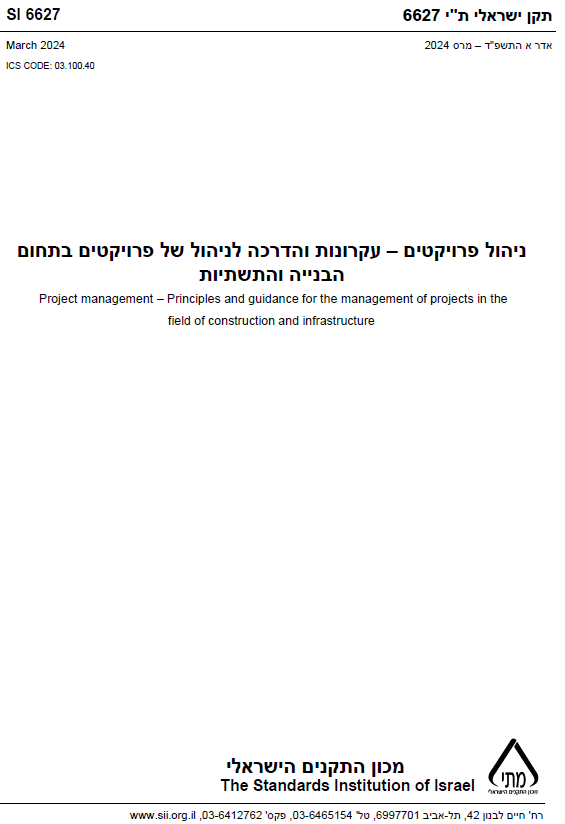 SI 6627
תקן ישראלי ת"י 6627
March 2024
אדר א התשפ"ד – מרס 2024
ICS CODE: 03.100.40
ניהול פרויקטים – עקרונות והדרכה לניהול של פרויקטים בתחום
הבנייה והתשתיות
Project management – Principles and guidance for the management of projects in the
field of construction and infrastructure
מכון התקנים הישראלי
The Standards Institution of Israel
מתי
מכון התקנים הישראלי
רח' חיים לבנון 42, תל-אביב 6997701, טל' 03-6465154, פקס' 03-6412762, www.sii.org.il